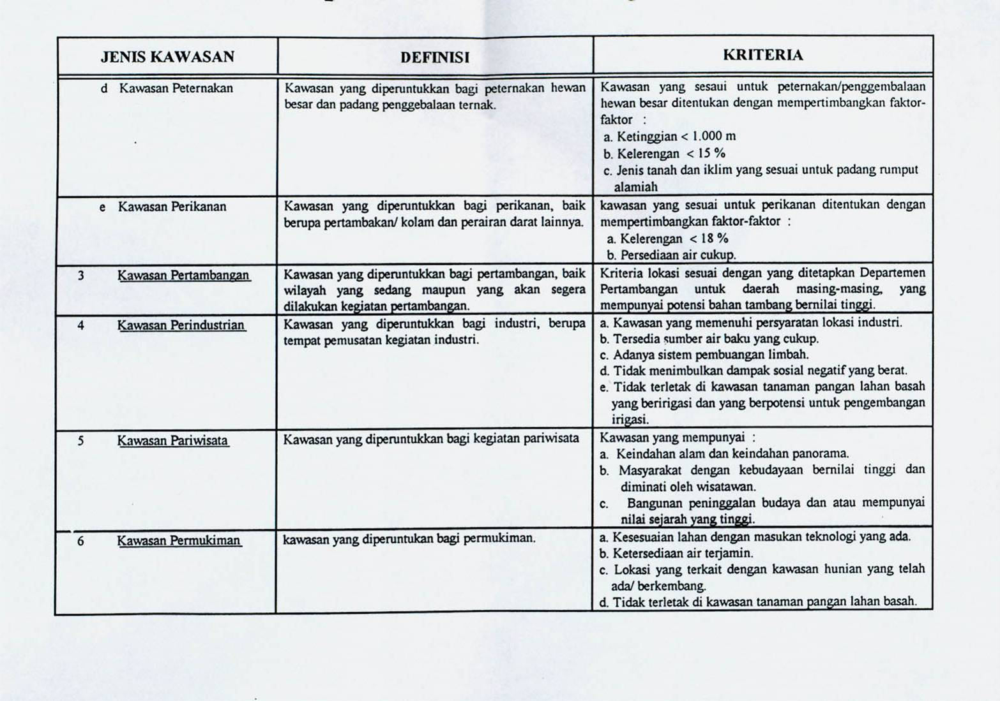 JENIS KAWASAN
DEFINISI
KRITERIA
d Kawasan Peternakan
Kawasan yang diperuntukkan bagi peternakan hewan
besar dan padang penggebalaan ternak.
Kawasan yang sesaui untuk peternakan/penggembalaan
hewan besar ditentukan dengan mempertimbangkan faktor-
faktor :
a. Ketinggian < 1.000 m
b. Kelerengan < 15 %
c. Jenis tanah dan iklim yang sesuai untuk padang rumput
alamiah
e Kawasan Perikanan
Kawasan yang diperuntukkan bagi perikanan, baik
berupa pertambakan/ kolam dan perairan darat lainnya.
kawasan yang sesuai untuk perikanan ditentukan dengan
mempertimbangkan faktor-faktor :
a. Kelerengan < 18 %
b. Persediaan air cukup.
3 Kawasan Pertambangan
Kawasan yang diperuntukkan bagi pertambangan, baik
wilayah yang sedang maupun yang akan segera
dilakukan kegiatan pertambangan.
Kriteria lokasi sesuai dengan yang ditetapkan Departemen
Pertambangan untuk daerah masing-masing, yang
mempunyai potensi bahan tambang bernilai tinggi.
4 Kawasan Perindustrian
Kawasan yang diperuntukkan bagi industri, berupa
tempat pemusatan kegiatan industri.
a. Kawasan yang memenuhi persyaratan lokasi industri.
b. Tersedia sumber air baku yang cukup.
c. Adanya sistem pembuangan limbah.
d. Tidak menimbulkan dampak sosial negatif yang berat.
e. Tidak terletak di kawasan tanaman pangan lahan basah
yang beririgasi dan yang berpotensi untuk pengembangan
irigasi.
5 Kawasan Pariwisata
Kawasan yang diperuntukkan bagi kegiatan pariwisata
Kawasan yang mempunyai :
a. Keindahan alam dan keindahan panorama.
b. Masyarakat dengan kebudayaan bernilai tinggi dan
diminati oleh wisatawan.
c. Bangunan peninggalan budaya dan atau mempunyai
nilai sejarah yang tinggi.
6 Kawasan Permukiman
kawasan yang diperuntukan bagi permukiman.
a. Kesesuaian lahan dengan masukan teknologi yang ada.
b. Ketersediaan air terjamin.
c. Lokasi yang terkait dengan kawasan hunian yang telah
ada/ berkembang.
d. Tidak terletak di kawasan tanaman pangan lahan basah.